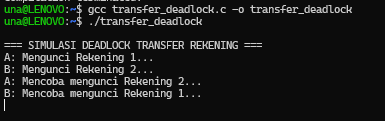 una@LENOVO:~$ gcc transfer_deadlock.c -o transfer_deadlock
una@LENOVO:~$ ./transfer_deadlock
=== SIMULASI DEADLOCK TRANSFER REKENING ===
A: Mengunci Rekening 1...
B: Mengunci Rekening 2...
A: Mencoba mengunci Rekening 2...
B: Mencoba mengunci Rekening 1...